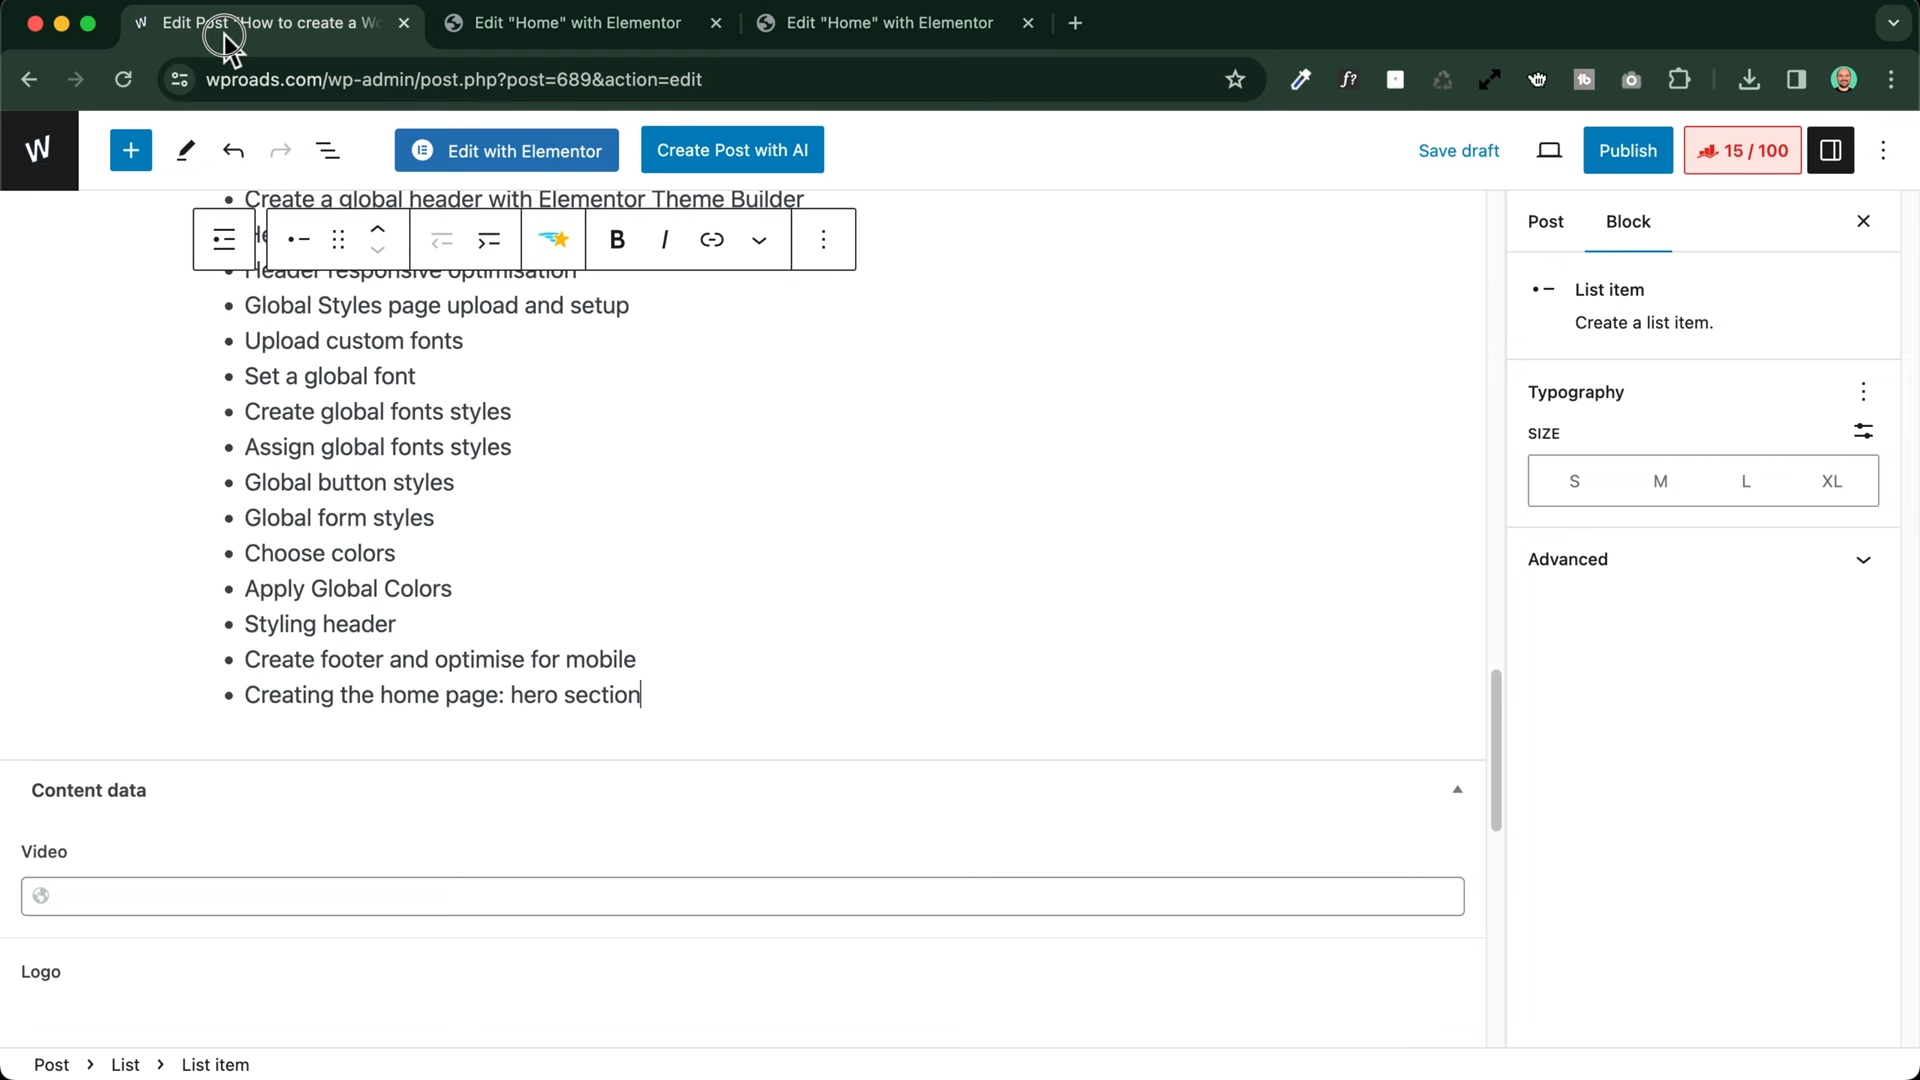 Edit Post "How to create a Wo
Edit "Home" with Elementor
Edit "Home" with Elementor
wproads.com/wp-admin/post.php?post=689&action=edit
Edit with Elementor
Create Post with AI
Save draft
Publish
15 / 100
Create a global header with Elementor Theme Builder
B I
Header responsive optimisation
Global Styles page upload and setup
Upload custom fonts
Set a global font
Create global fonts styles
Assign global fonts styles
Global button styles
Global form styles
Choose colors
Apply Global Colors
Styling header
Create footer and optimise for mobile
Creating the home page: hero section
Post
Block
List item
Create a list item.
Typography
SIZE
S M L XL
Advanced
Content data
Video
Logo
Post > List > List item